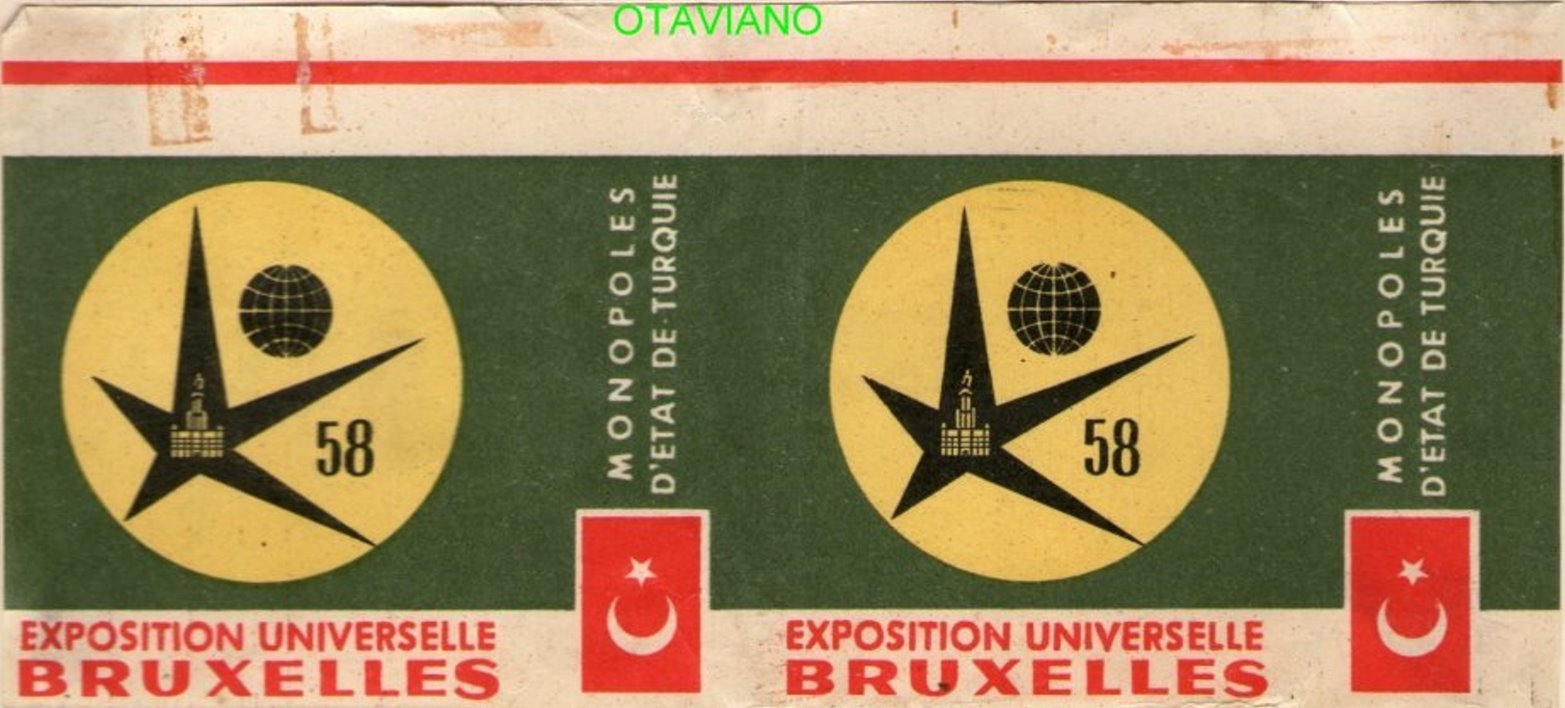 OTAVIANO
58
MONOPOLES
D'ETAT DE TURQUIE
EXPOSITION UNIVERSELLE
BRUXELLES
58
MONOPOLES
D'ETAT DE TURQUIE
EXPOSITION UNIVERSELLE
BRUXELLES